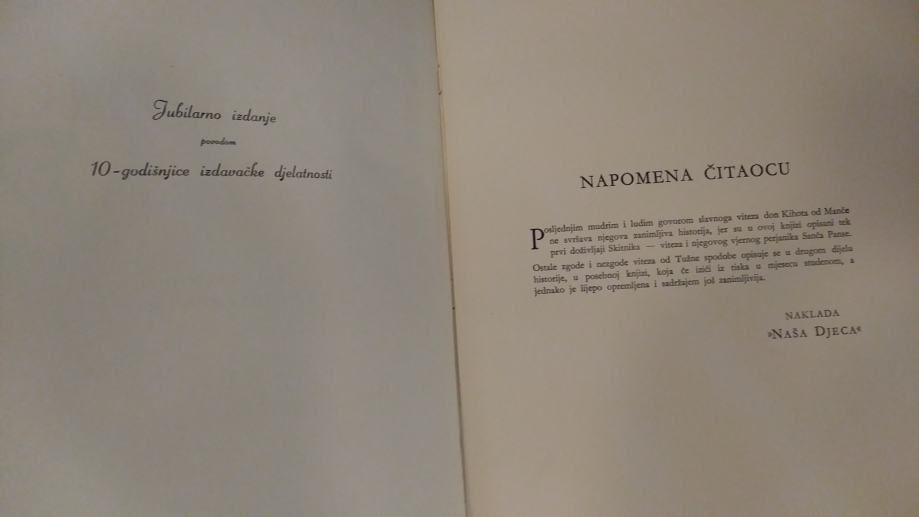 Jubilarno izdanje
povodom
10-godišnjice izdavačke djelatnosti
NAPOMENA ČITAOCU
Posljednjim mudrim i ludim govorom slavnoga viteza don Kihota od Manče
ne svršava njegova zanimljiva historija, jer su u ovoj knjizi opisani tek
prvi doživljaji Skitnika — viteza i njegovog vjernog perjanika Sanča Panse.
Ostale zgode i nezgode viteza od Tužne spodobe opisuje se u drugom dijelu
historije, u posebnoj knjizi, koja će izići iz tiska u mjesecu studenom, a
jednako je lijepo opremljena i sadržajem još zanimljivija.
NAKLADA
»NAŠA DJECA«